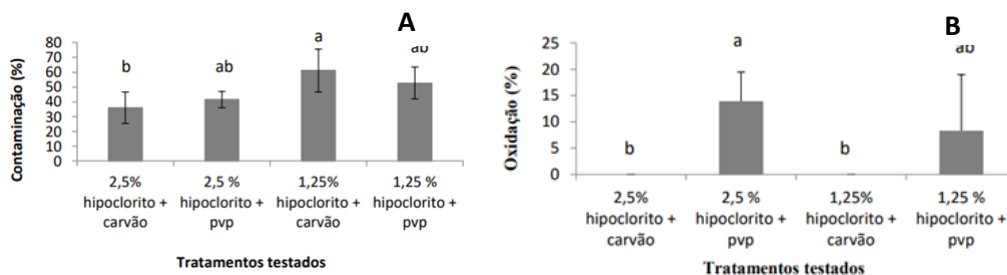 A
Contaminação (%)
80
70
60
50
40
30
20
10
0
b
ab
a
ab
2,5% hipoclorito + carvão
2,5 % hipoclorito + pvp
1,25% hipoclorito + carvão
1,25 % hipoclorito + pvp
Tratamentos testados
B
Oxidação (%)
25
20
15
10
5
0
b
a
b
ab
2,5% hipoclorito + carvão
2,5 % hipoclorito + pvp
1,25% hipoclorito + carvão
1,25 % hipoclorito + pvp
Tratamentos testados